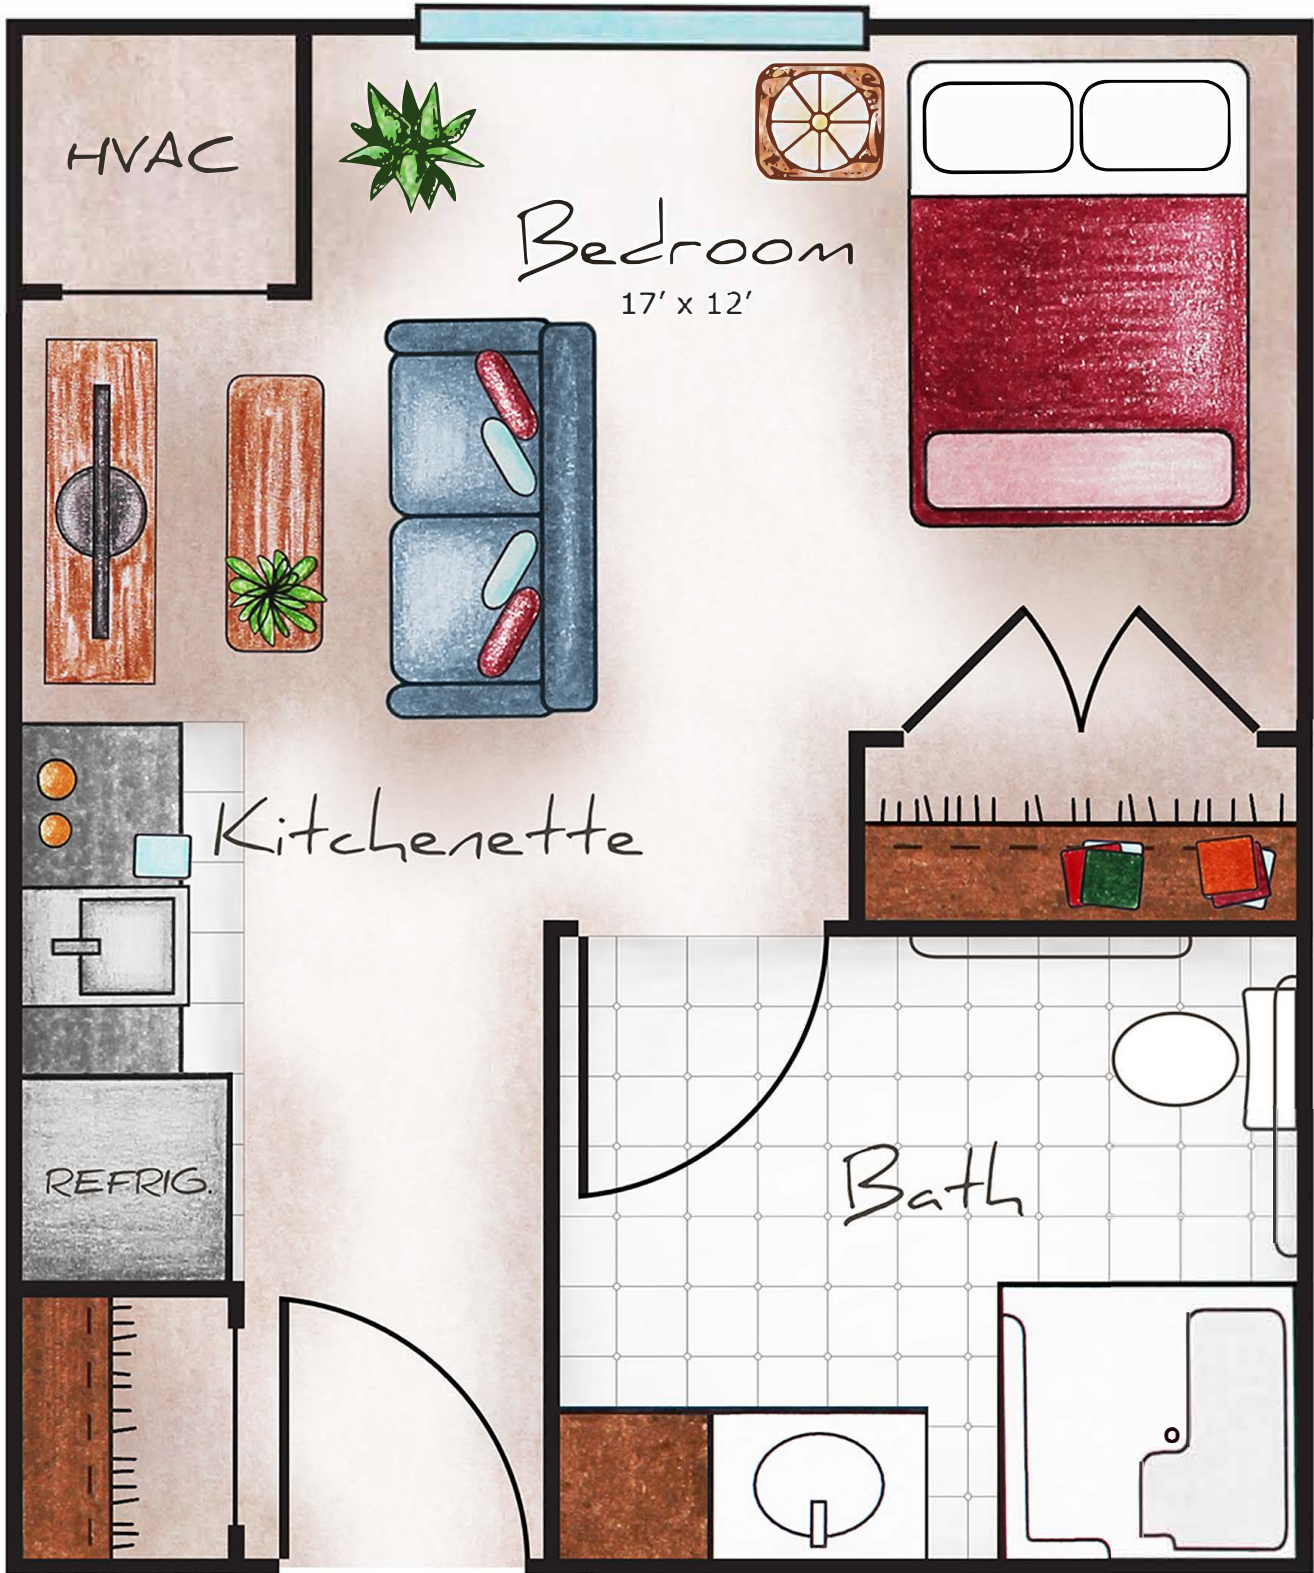 HVAC
Bedroom
17' x 12'
Kitchenette
REFRIG.
Bath